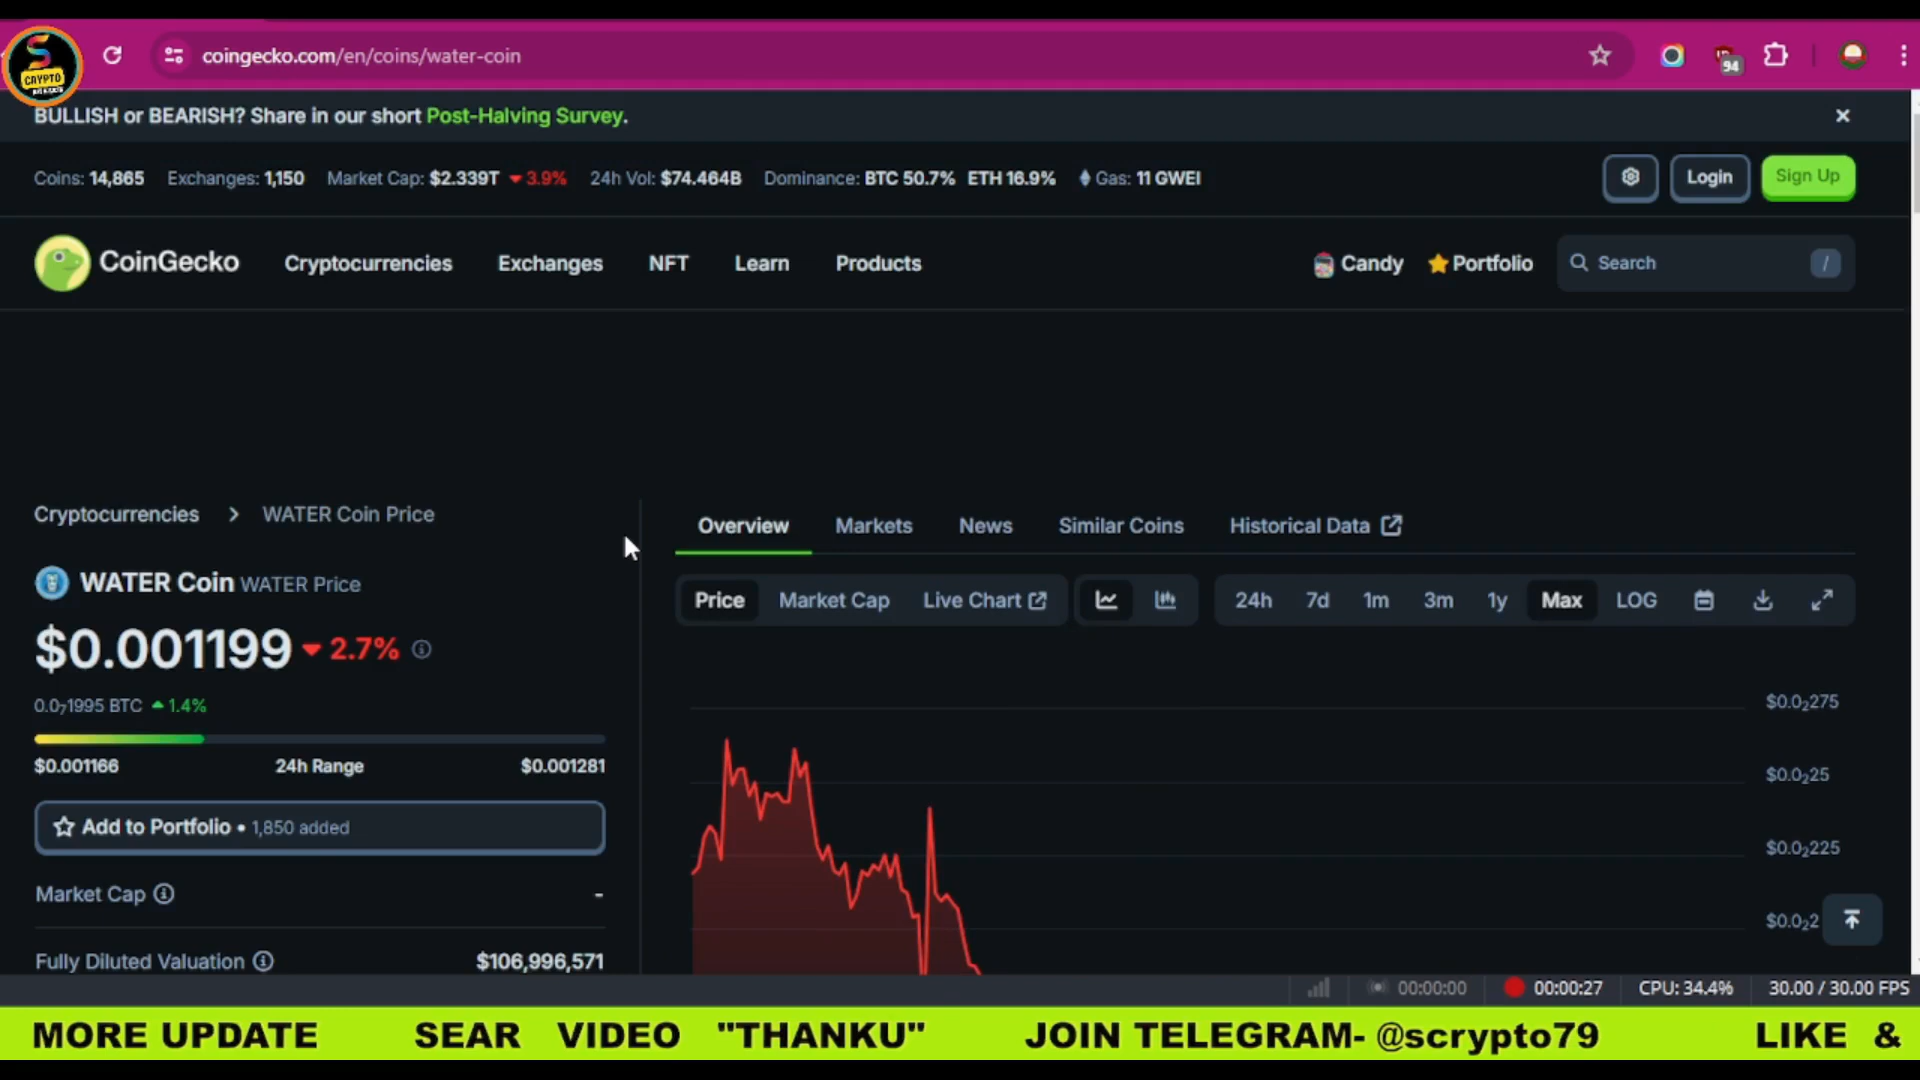 S
CRYPTO
coingecko.com/en/coins/water-coin
94
BULLISH or BEARISH? Share in our short Post-Halving Survey.
Coins: 14,865 Exchanges: 1,150 Market Cap: $2.339T 3.9% 24h Vol: $74.464B Dominance: BTC 50.7% ETH 16.9% Gas: 11 GWEI
Login
Sign Up
CoinGecko
Cryptocurrencies
Exchanges
NFT
Learn
Products
Candy
Portfolio
Search
/
Cryptocurrencies > WATER Coin Price
WATER Coin WATER Price
$0.001199 2.7%
0.0₇1995 BTC 1.4%
$0.001166 24h Range $0.001281
Add to Portfolio • 1,850 added
Market Cap -
Fully Diluted Valuation $106,996,571
Overview Markets News Similar Coins Historical Data
Price Market Cap Live Chart
24h 7d 1m 3m 1y Max LOG
$0.0₂275
$0.0₂25
$0.0₂225
$0.0₂2
00:00:00 00:00:27 CPU: 34.4% 30.00 / 30.00 FPS
MORE UPDATE SEAR VIDEO "THANKU" JOIN TELEGRAM- @scrypto79 LIKE &